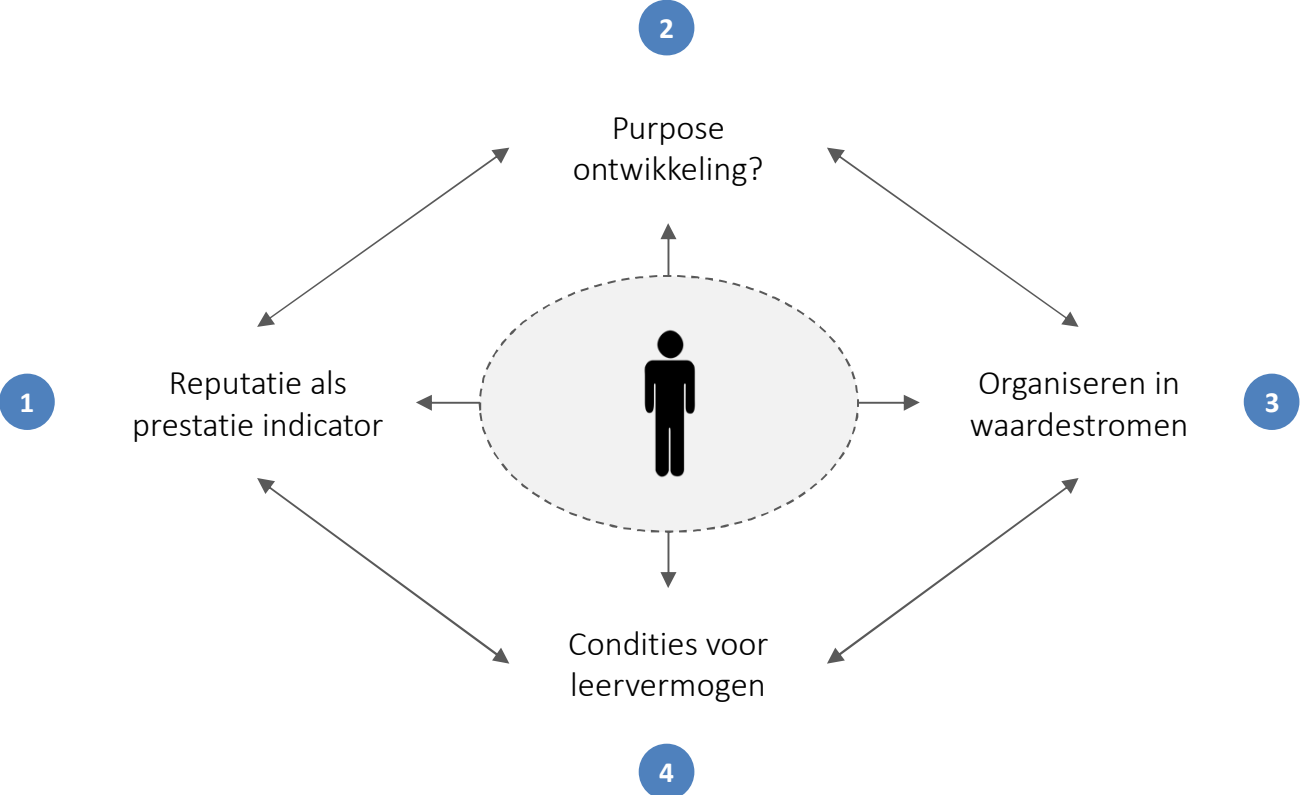 2
Purpose
ontwikkeling?
1
Reputatie als
prestatie indicator
Organiseren in
waardestromen
3
Condities voor
leervermogen
4